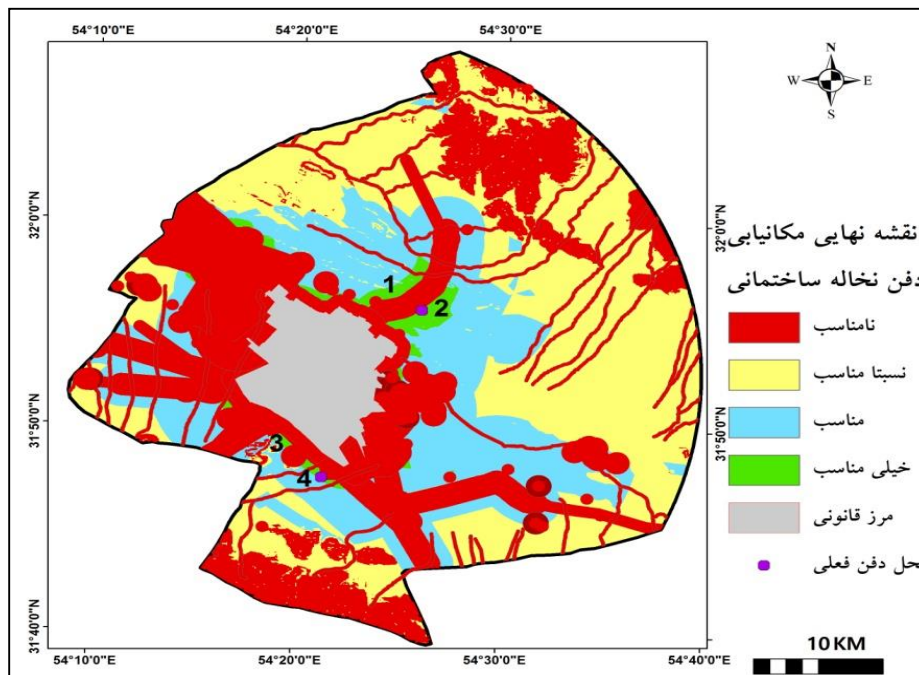 54°10'0"E 54°20'0"E 54°30'0"E
N
W E
S
32°0'0"N
32°0'0"N
نقشه نهایی مکانیابی
دفن نخاله ساختمانی
نامناسب
نسبتا مناسب
مناسب
خیلی مناسب
مرز قانونی
حل دفن فعلی
1
2
3
4
31°50'0"N
31°50'0"N
31°40'0"N
10 KM
54°10'0"E 54°20'0"E 54°30'0"E 54°40'0"E